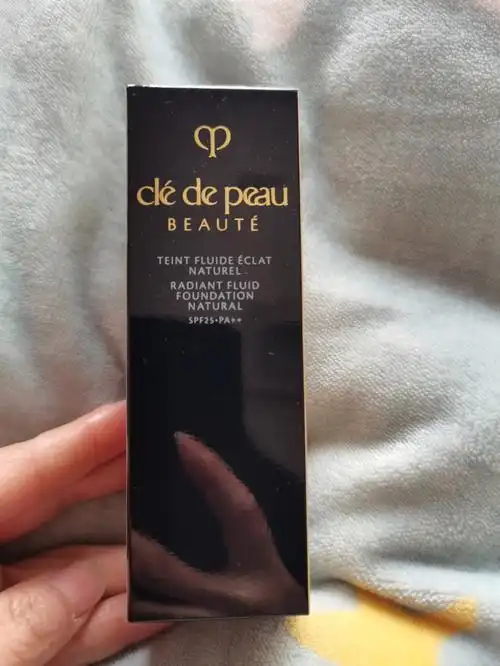 clé de peau
BEAUTÉ
TEINT FLUIDE ÉCLAT
NATUREL
RADIANT FLUID
FOUNDATION
NATURAL
SPF25•PA++